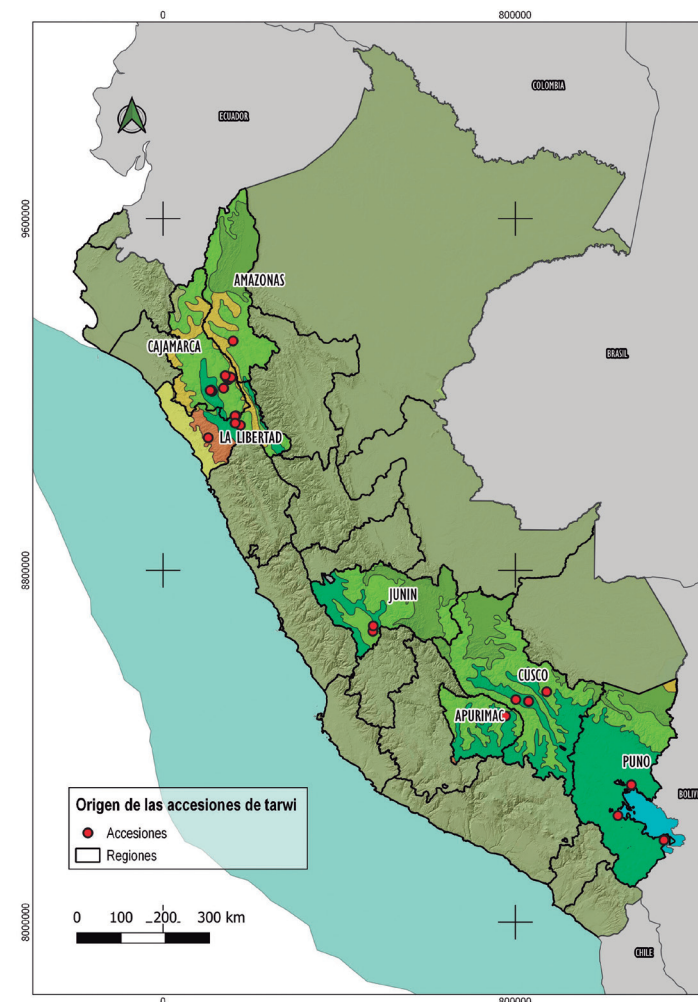 0 800000
COLOMBIA
ECUADOR
9600000
AMAZONAS
CAJAMARCA
BRASIL
LA LIBERTAD
8800000
JUNIN
CUSCO
APURIMAC
PUNO
BOLIVI
Origen de las accesiones de tarwi
Accesiones
Regiones
0 100 200 300 km
8000000
CHILE
0 800000